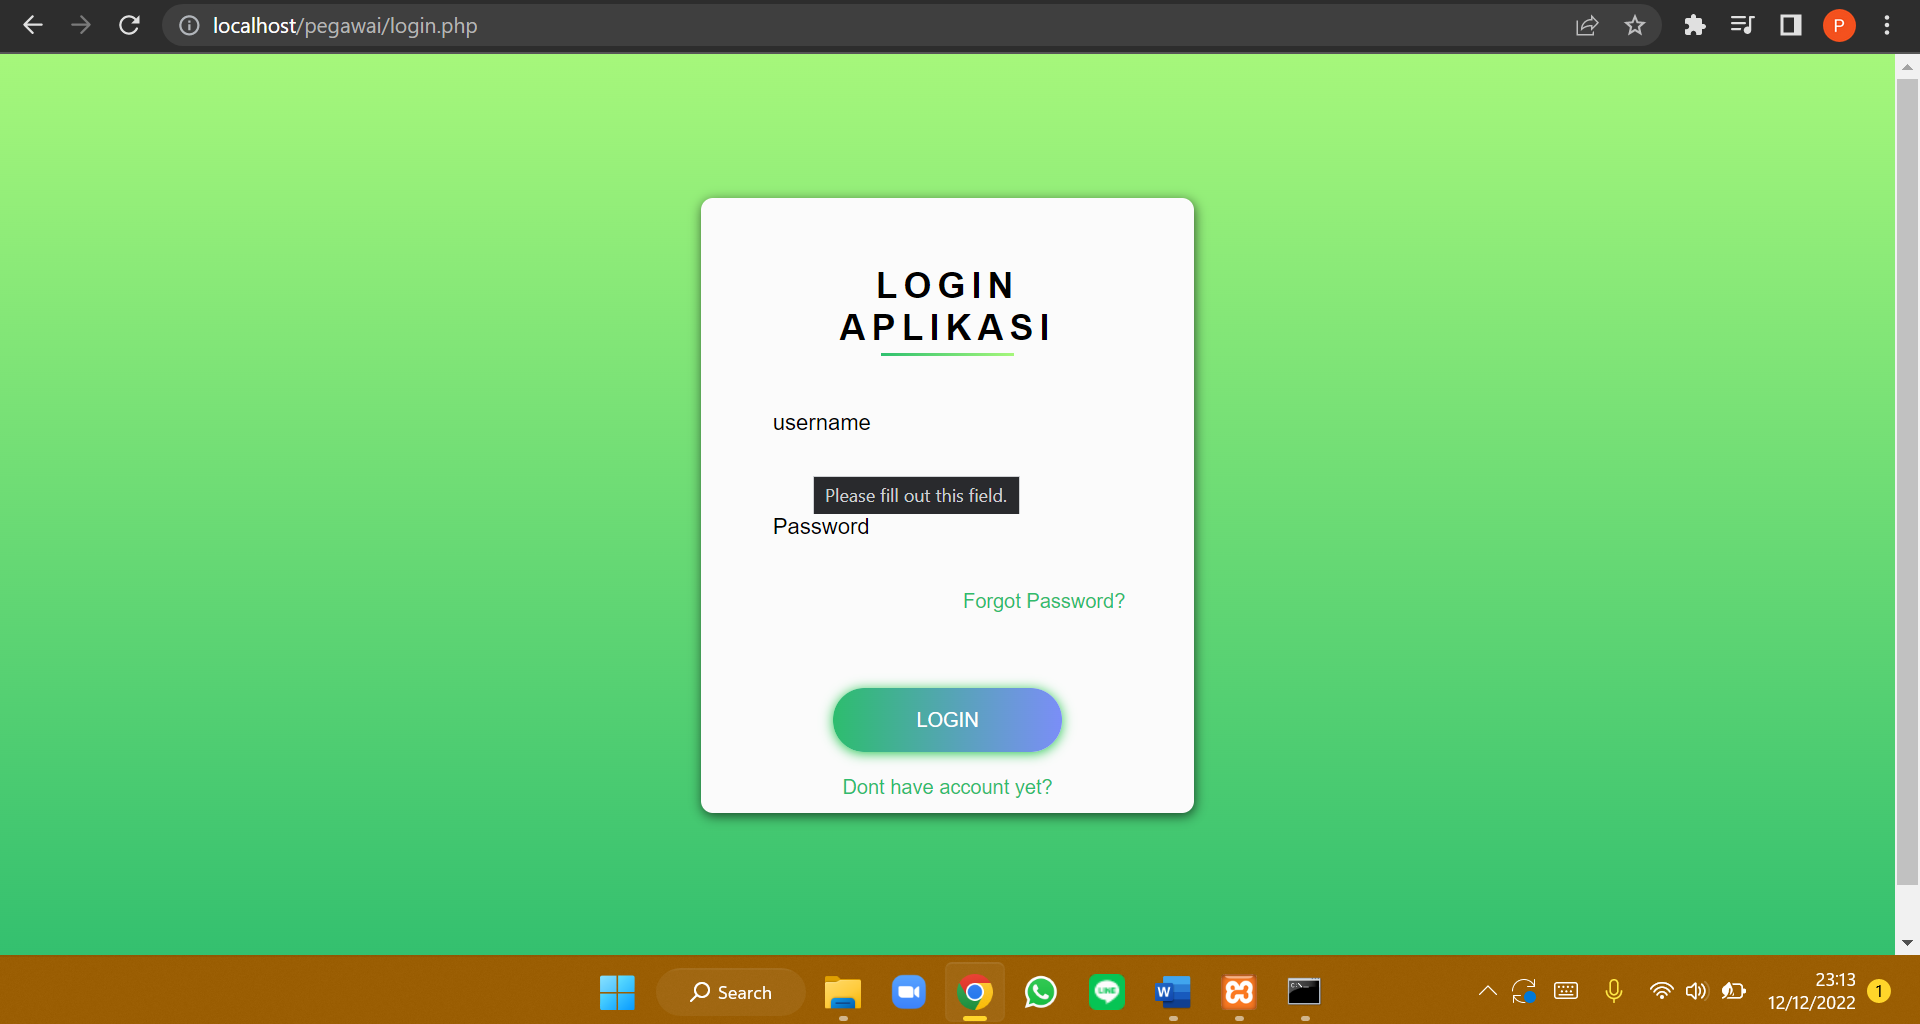 localhost/pegawai/login.php
P
LOGIN
APLIKASI
username
Please fill out this field.
Password
Forgot Password?
LOGIN
Dont have account yet?
Search
LINE
W
C:\_
23:13
12/12/2022
1